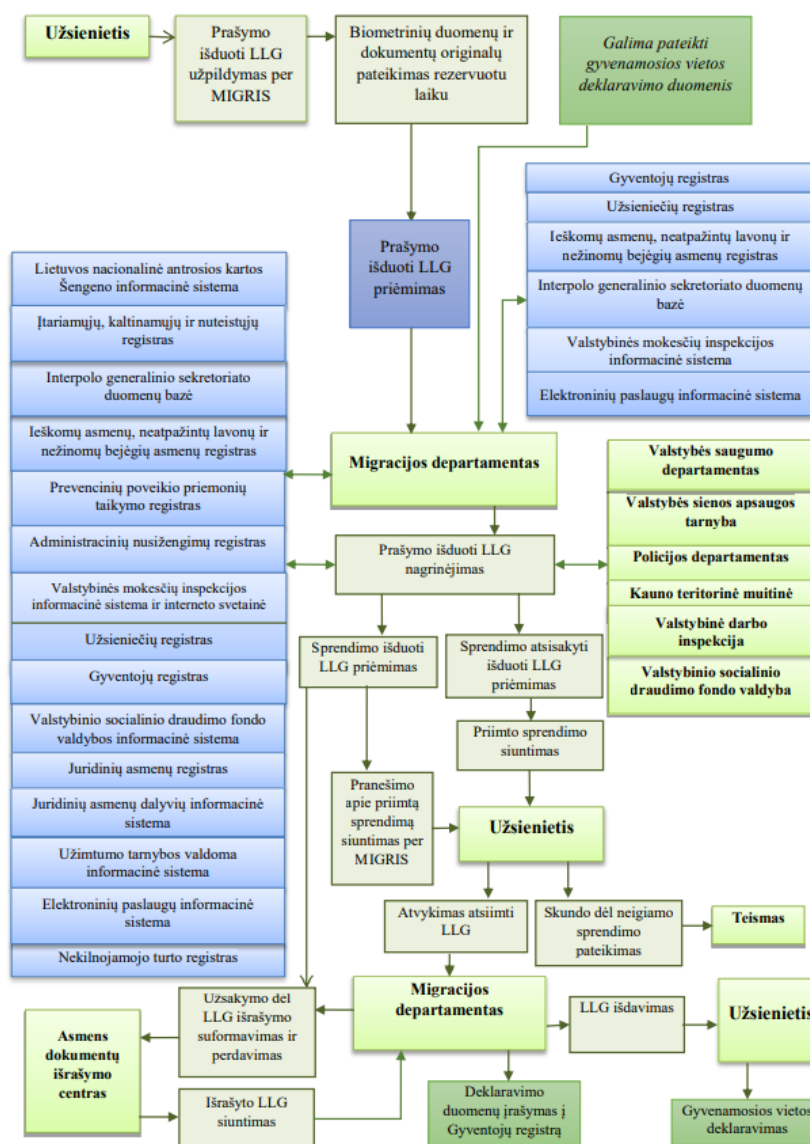 Užsienietis
Prašymo
išduoti LLG
užpildymas per
MIGRIS
Biometrinių duomenų ir
dokumentų originalų
pateikimas rezervuotu
laiku
Galima pateikti
gyvenamosios vietos
deklaravimo duomenis
Prašymo
išduoti LLG
priėmimas
Gyventojų registras
Užsieniečių registras
Ieškomų asmenų, neatpažintų lavonų ir
nežinomų bejėgių asmenų registras
Interpolo generalinio sekretoriato duomenų
bazė
Valstybinės mokesčių inspekcijos
informacinė sistema
Elektroninių paslaugų informacinė sistema
Lietuvos nacionalinė antrosios kartos
Šengeno informacinė sistema
Įtariamųjų, kaltinamųjų ir nuteistųjų
registras
Interpolo generalinio sekretoriato
duomenų bazė
Ieškomų asmenų, neatpažintų lavonų ir
nežinomų bejėgių asmenų registras
Prevencinių poveikio priemonių
taikymo registras
Administracinių nusižengimų registras
Valstybinės mokesčių inspekcijos
informacinė sistema ir interneto svetainė
Užsieniečių registras
Gyventojų registras
Valstybinio socialinio draudimo fondo
valdybos informacinė sistema
Juridinių asmenų registras
Juridinių asmenų dalyvių informacinė
sistema
Užimtumo tarnybos valdoma
informacinė sistema
Elektroninių paslaugų informacinė
sistema
Nekilnojamojo turto registras
Migracijos departamentas
Prašymo išduoti LLG
nagrinėjimas
Valstybės saugumo
departamentas
Valstybės sienos apsaugos
tarnyba
Policijos departamentas
Kauno teritorinė muitinė
Valstybinė darbo
inspekcija
Valstybinio socialinio
draudimo fondo valdyba
Sprendimo išduoti
LLG priėmimas
Sprendimo atsisakyti
išduoti LLG
priėmimas
Priimto sprendimo
siuntimas
Pranešimo
apie priimtą
sprendimą
siuntimas per
MIGRIS
Užsienietis
Atvykimas atsiimti
LLG
Skundo dėl neigiamo
sprendimo
pateikimas
Teismas
Migracijos
departamentas
Užsakymo dėl
LLG išrašymo
suformavimas ir
perdavimas
LLG išdavimas
Užsienietis
Asmens
dokumentų
išrašymo
centras
Išrašyto LLG
siuntimas
Deklaravimo
duomenų įrašymas į
Gyventojų registrą
Gyvenamosios vietos
deklaravimas